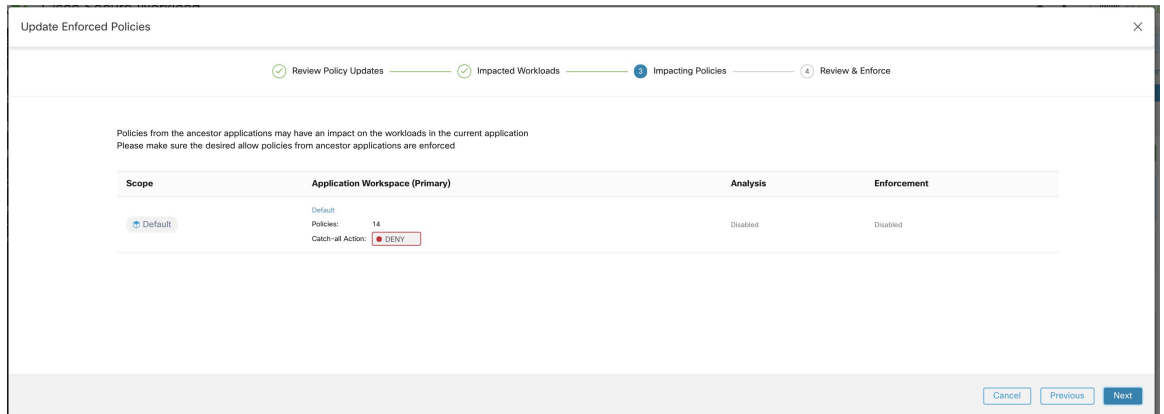 Update Enforced Policies
Review Policy Updates
Impacted Workloads
3 Impacting Policies
4 Review & Enforce
Policies from the ancestor applications may have an impact on the workloads in the current application
Please make sure the desired allow policies from ancestor applications are enforced
Scope Application Workspace (Primary) Analysis Enforcement
Default
Default
Policies: 14
Catch-all Action: DENY
Disabled
Disabled
Cancel Previous Next